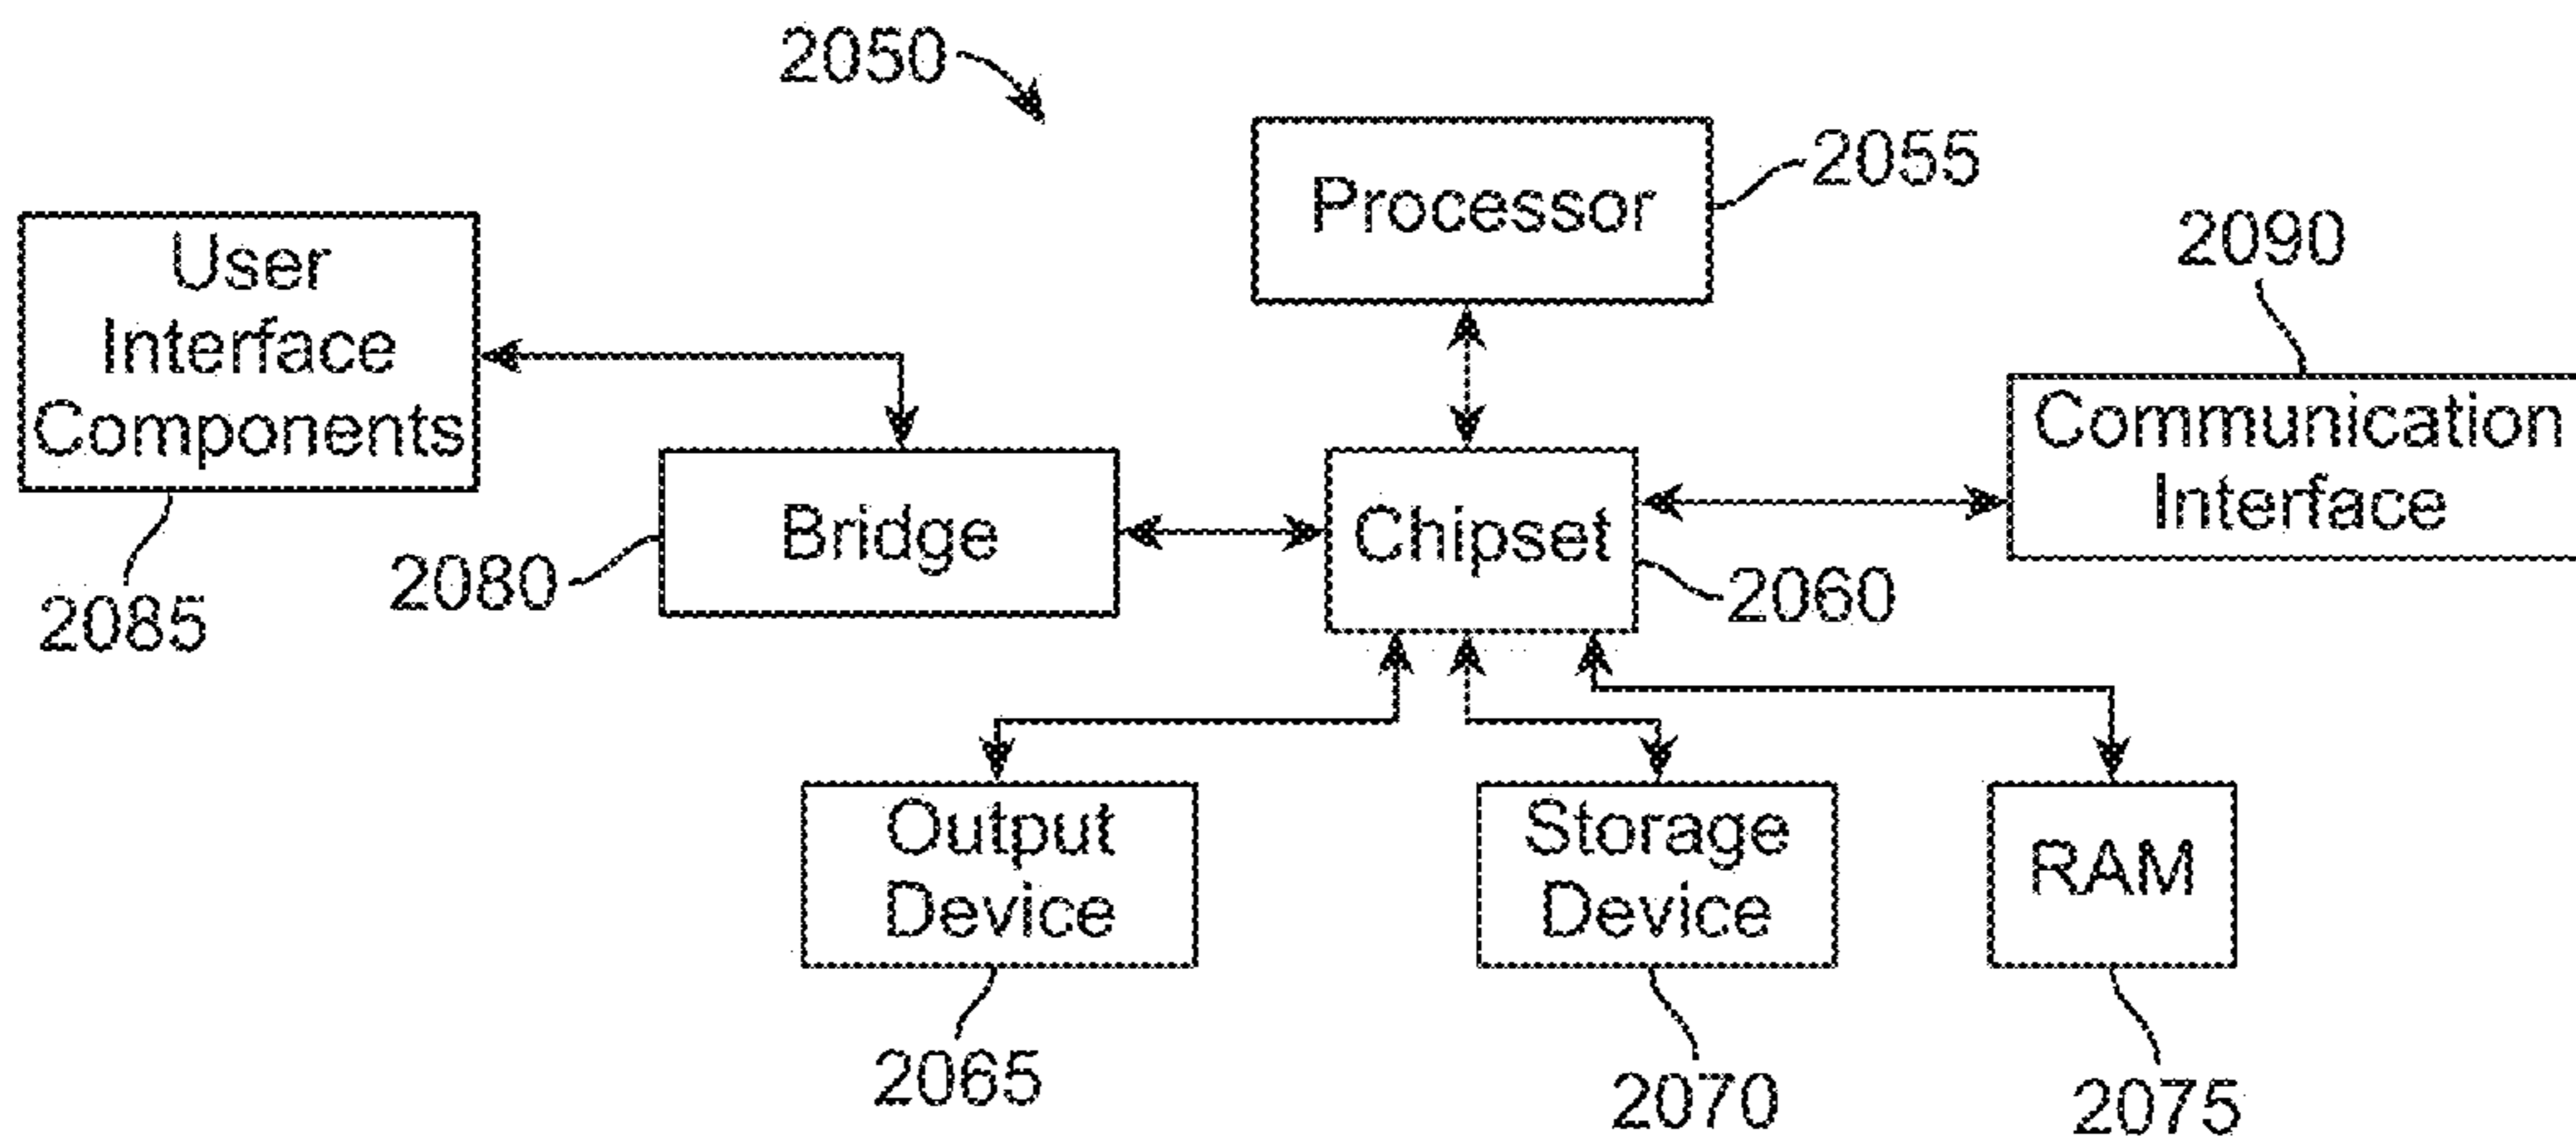 2050
Processor
2055
User
Interface
Components
2085
2090
Communication
Interface
Bridge
2080
Chipset
2060
Output
Device
2065
Storage
Device
2070
RAM
2075